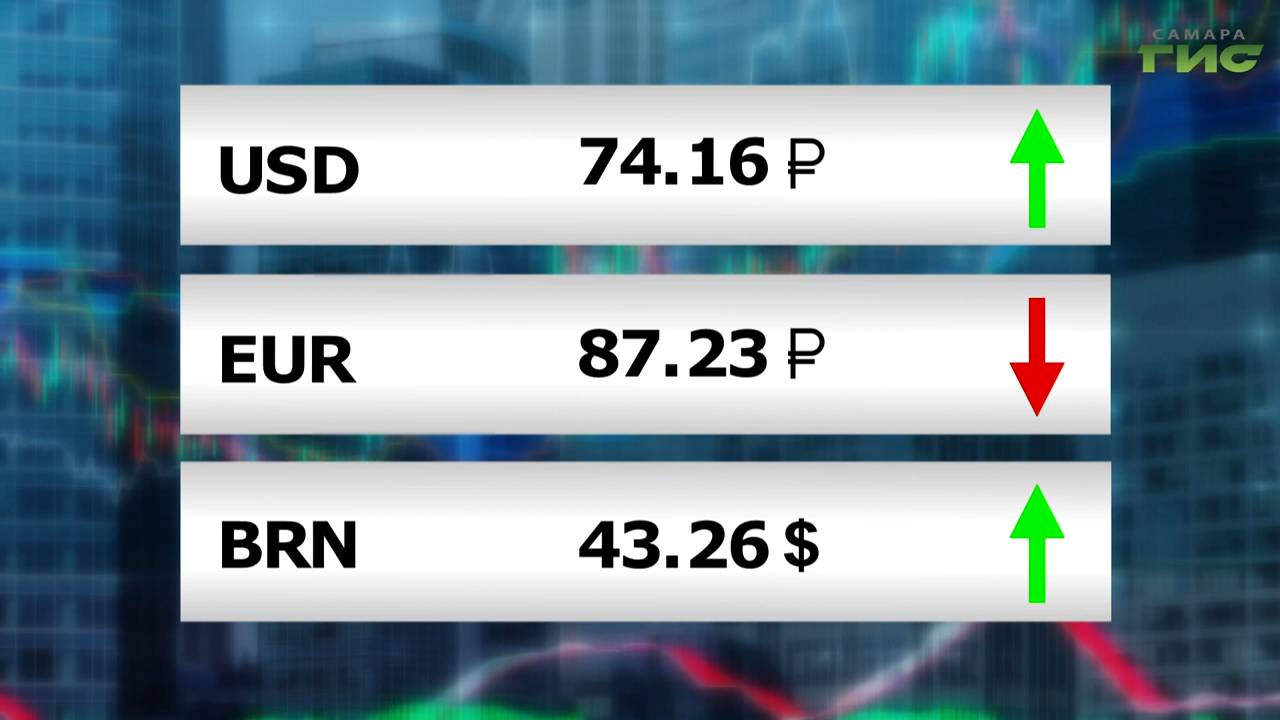 САМАРА
ГИС
USD 74.16 ₽
EUR 87.23 ₽
BRN 43.26 $